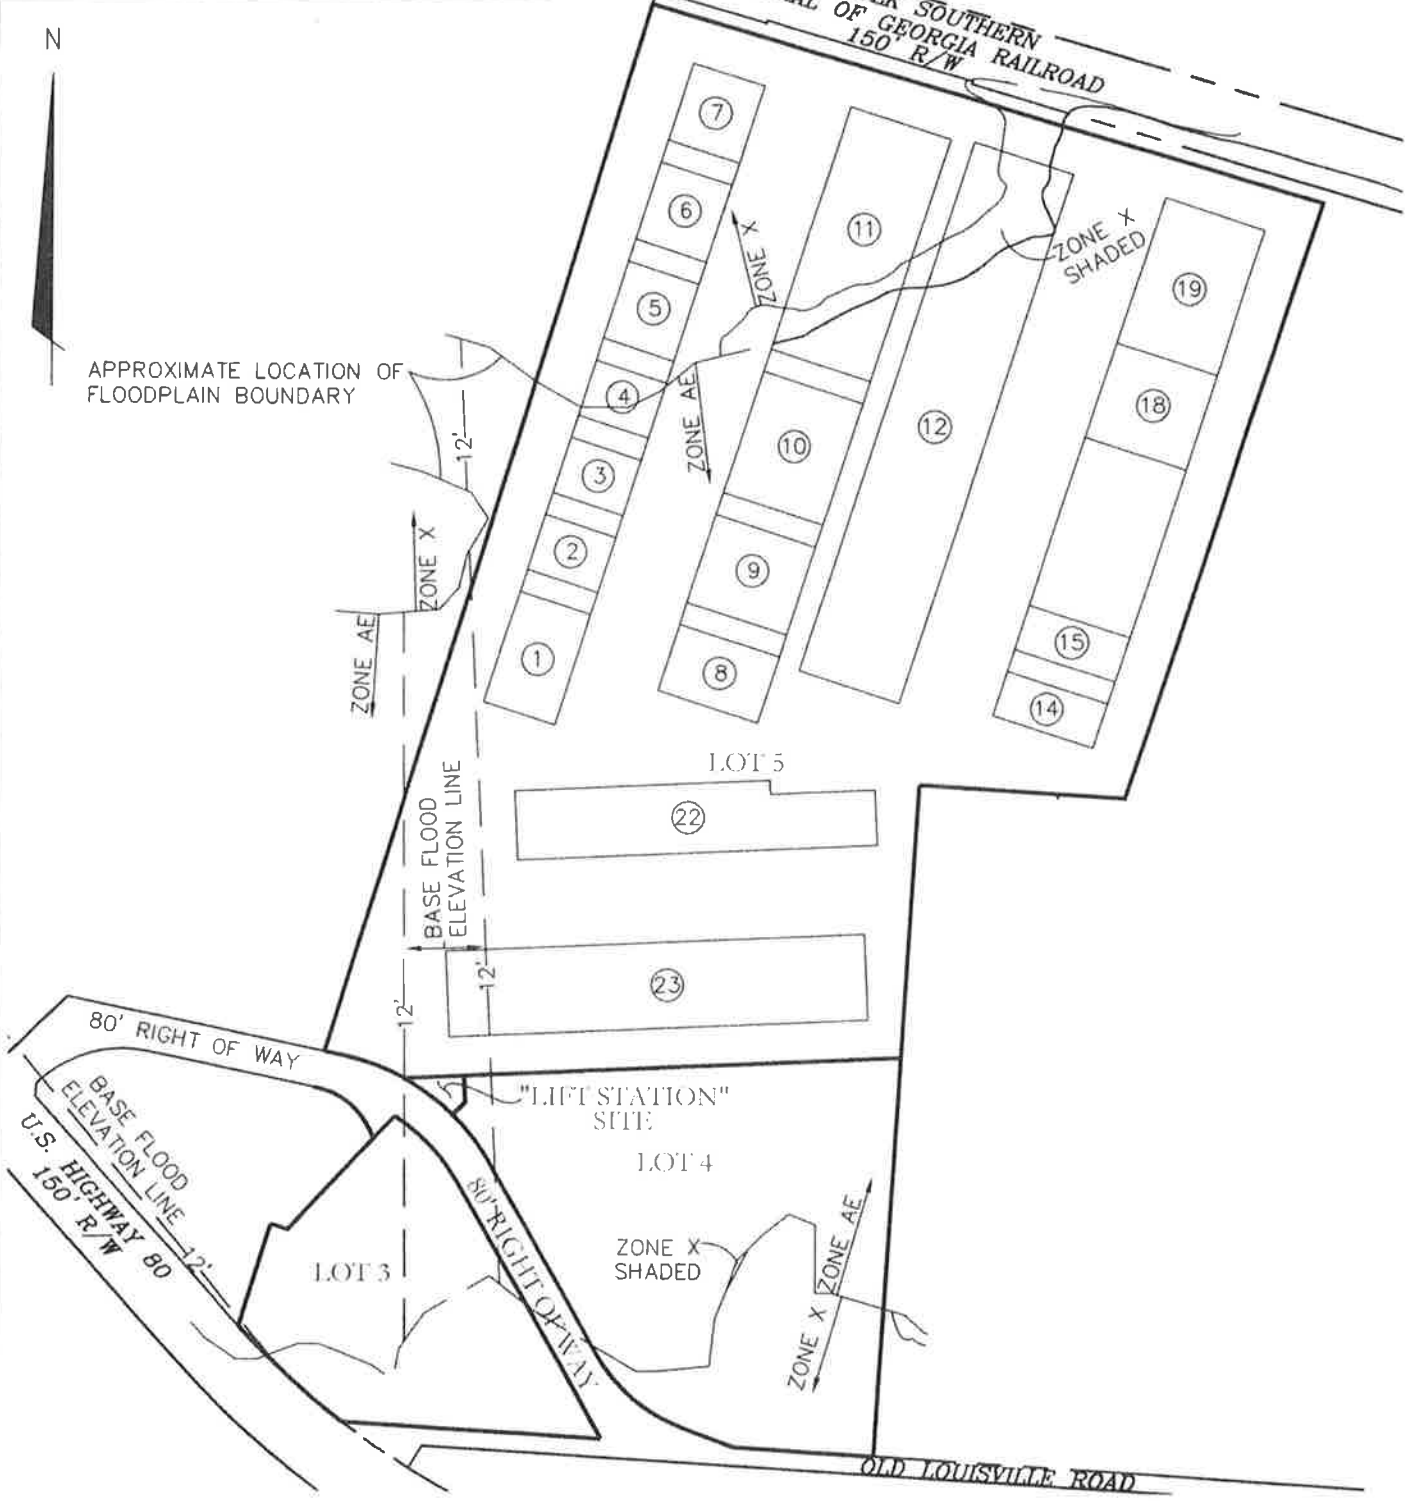 N
SOUTHERN
OF GEORGIA RAILROAD
150' R/W
7
6
5
4
3
2
1
11
10
9
8
12
19
18
15
14
ZONE X
ZONE X
SHADED
ZONE AE
APPROXIMATE LOCATION OF
FLOODPLAIN BOUNDARY
12'
ZONE X
ZONE AE
LOT 5
22
BASE FLOOD
ELEVATION LINE
23
12'
12'
80' RIGHT OF WAY
"LIFT STATION"
SITE
LOT 4
BASE FLOOD
ELEVATION LINE
12'
U.S. HIGHWAY 80
150' R/W
LOT 3
80' RIGHT OF WAY
ZONE X
SHADED
ZONE AE
ZONE X
OLD LOUISVILLE ROAD